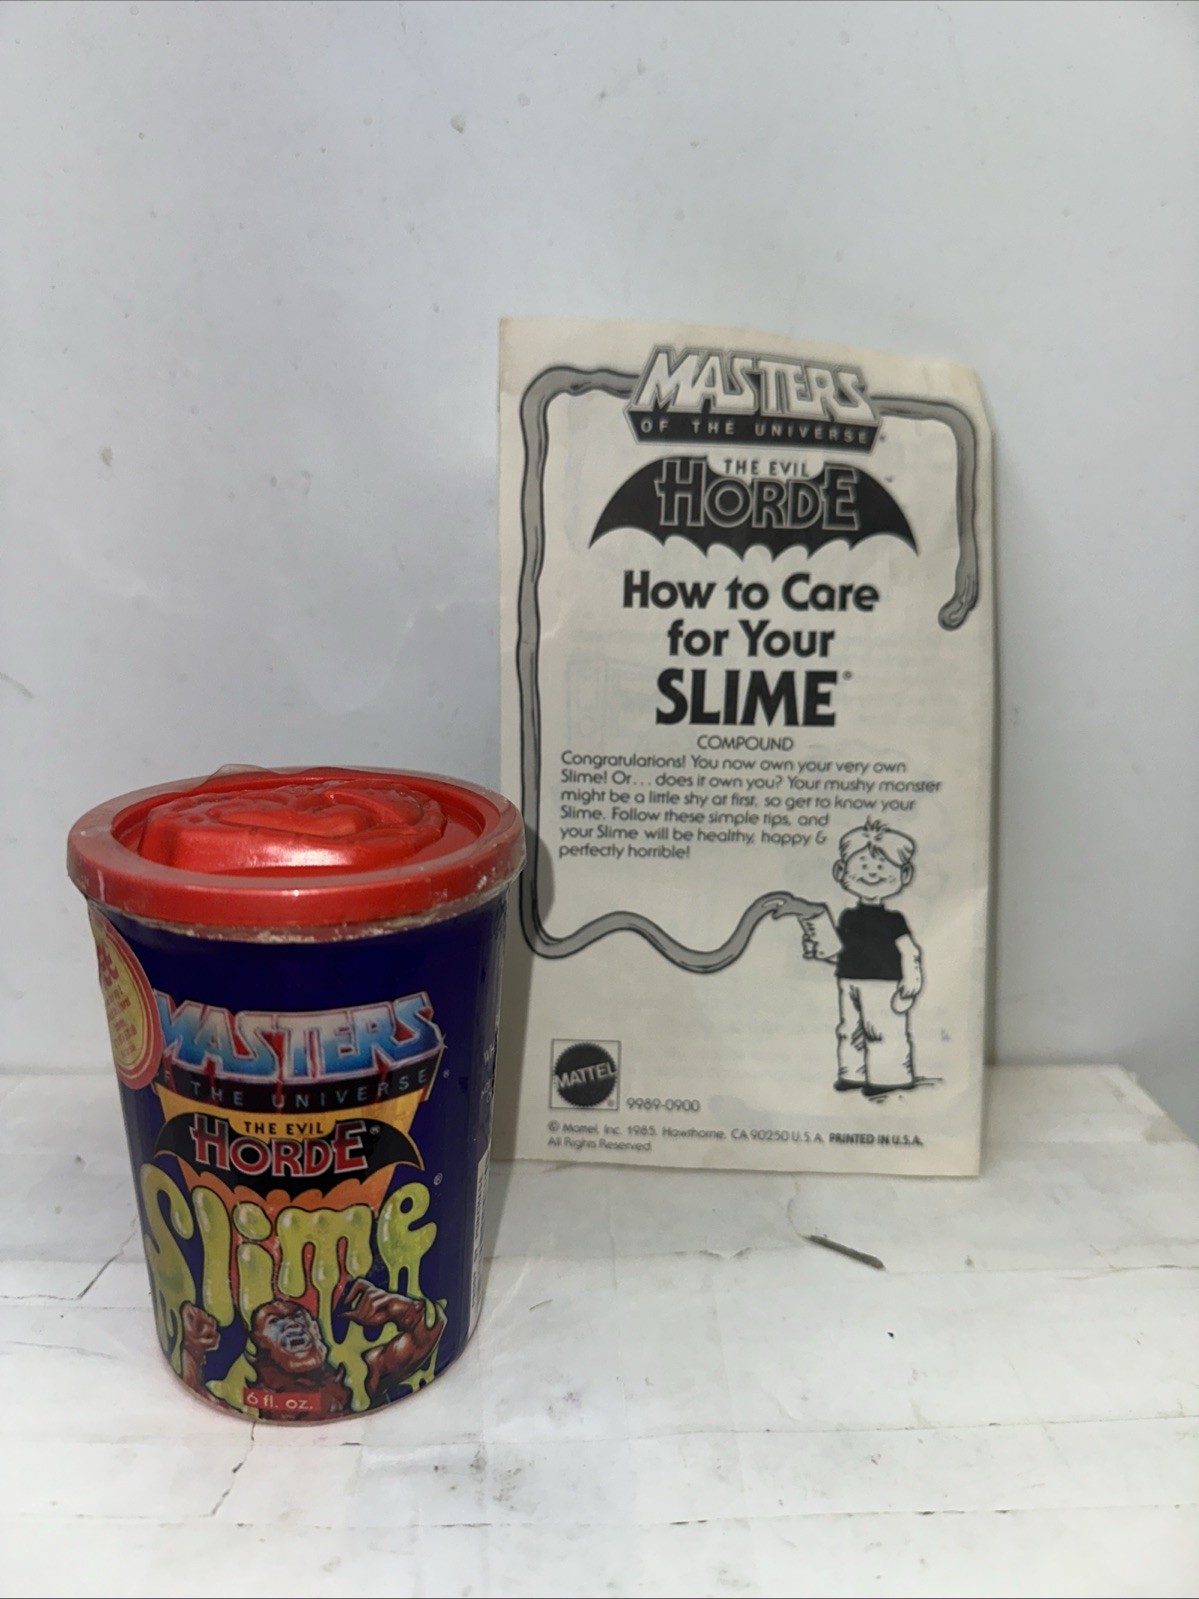 MASTERS
OF THE UNIVERSE
THE EVIL
HORDE
How to Care
for Your
SLIME®
COMPOUND
Congratulations! You now own your very own
Slime! Or... does it own you? Your mushy monster
might be a little shy at first, so get to know your
Slime. Follow these simple tips, and
your Slime will be healthy, happy &
perfectly horrible!
MATTEL
9989-0900
© Mattel, Inc. 1985. Hawthorne, CA 90250 U.S.A. PRINTED IN U.S.A.
All Rights Reserved.
MASTERS
OF THE UNIVERSE®
THE EVIL
HORDE®
Slime®
6 fl. oz.